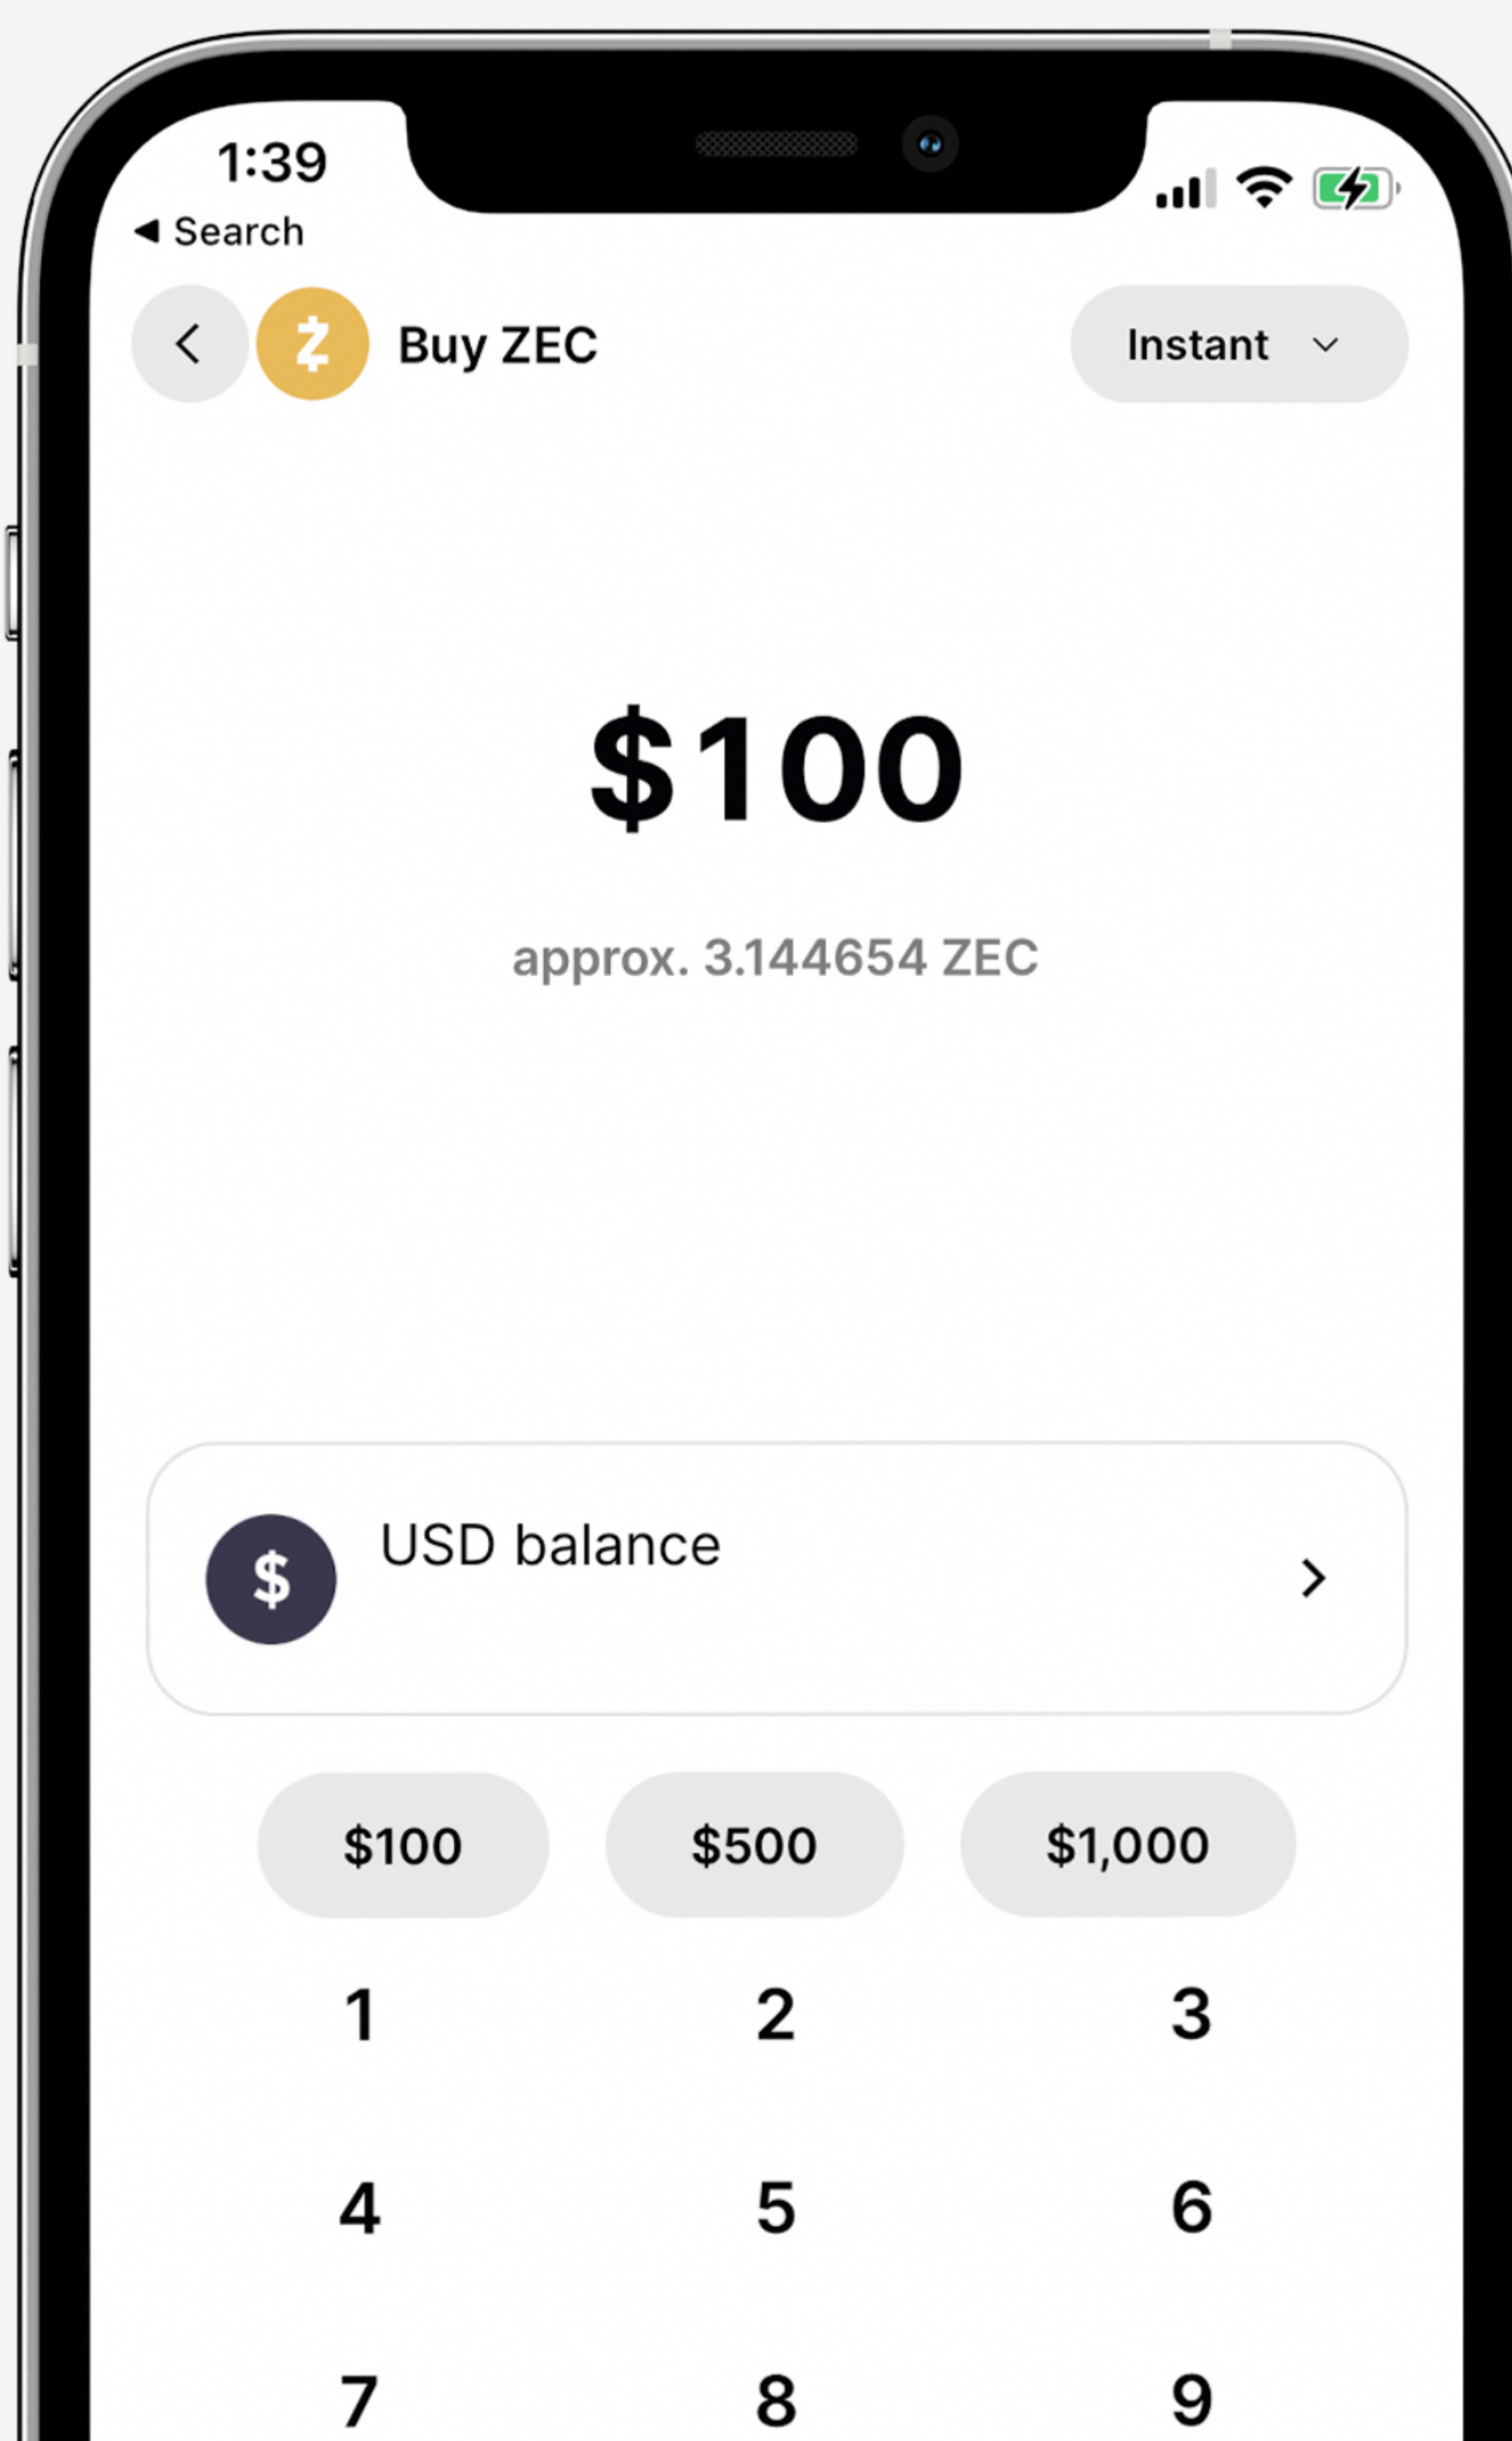 1:39
◀ Search
Buy ZEC
Instant
$100
approx. 3.144654 ZEC
$ USD balance
$100 $500 $1,000
1 2 3
4 5 6
7 8 9